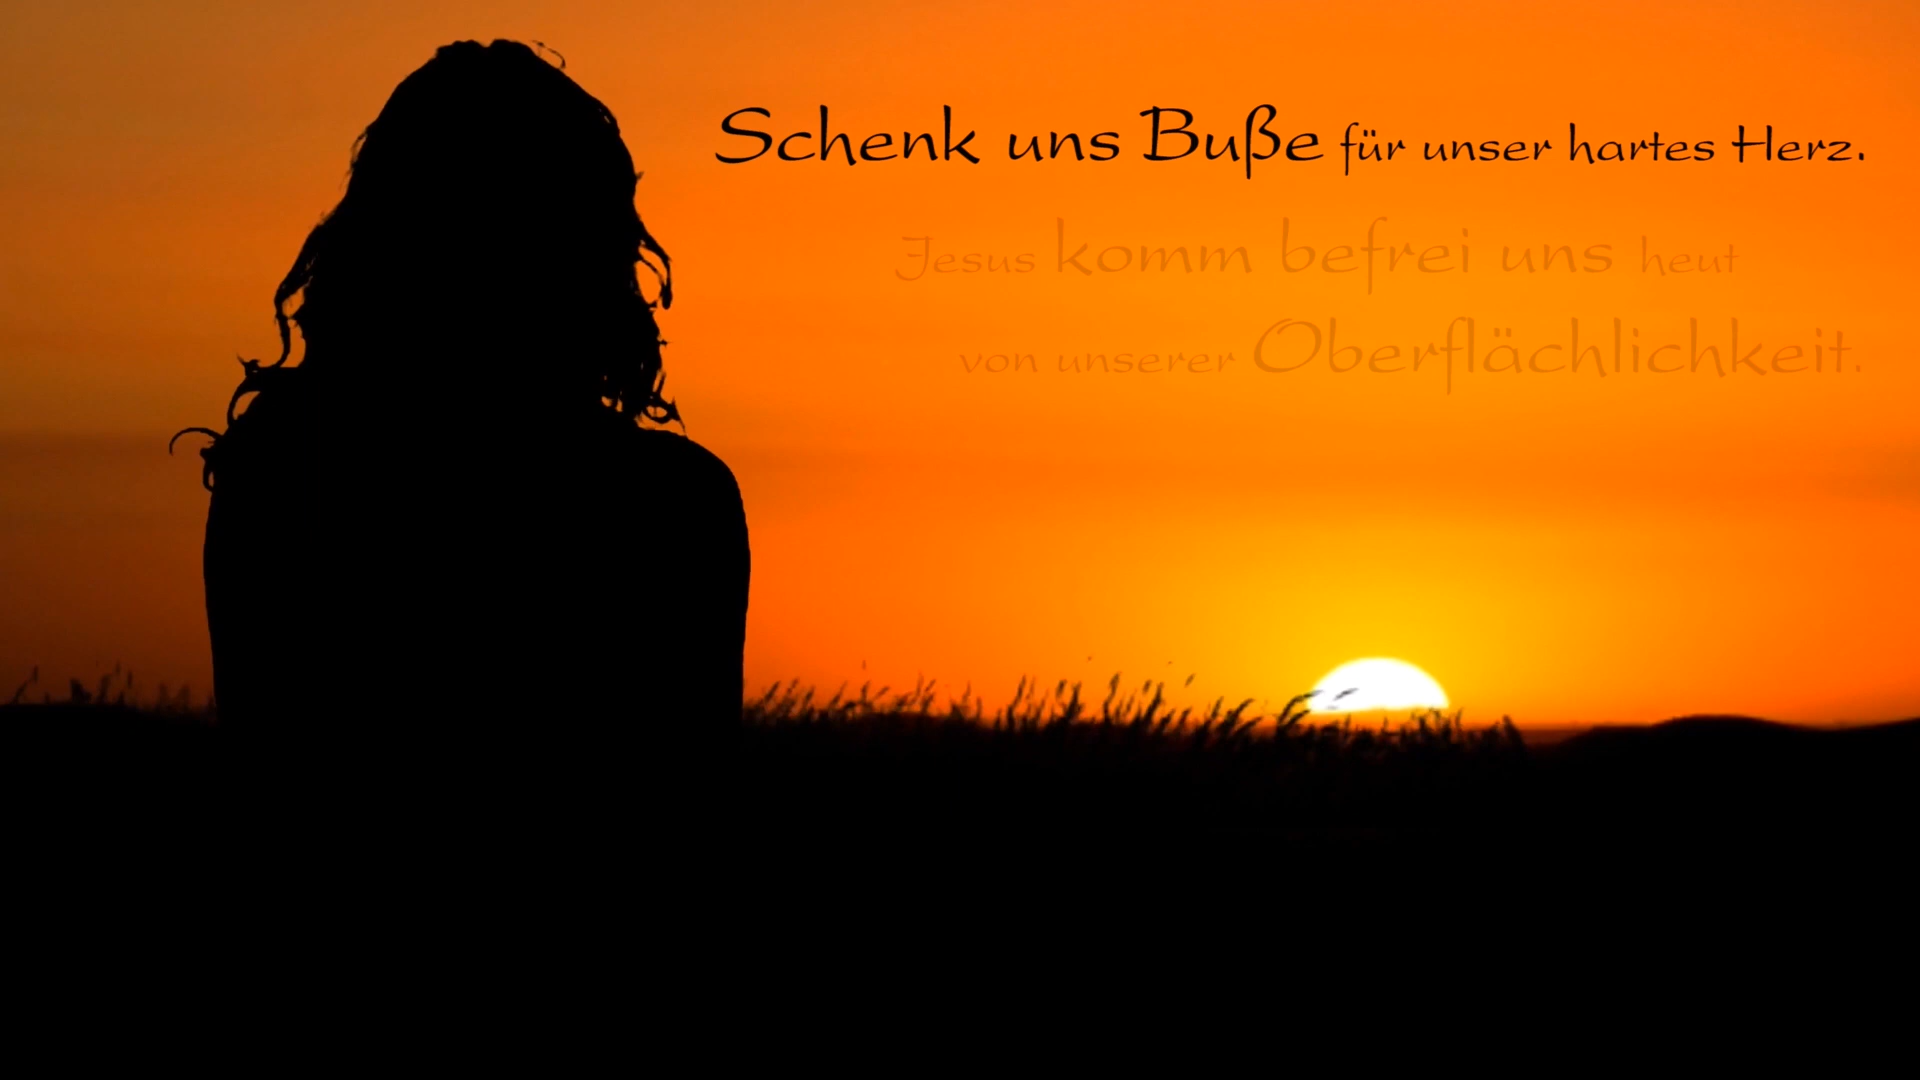 Schenk uns Buße für unser hartes Herz.
Jesus komm befrei uns heut
von unserer Oberflächlichkeit.